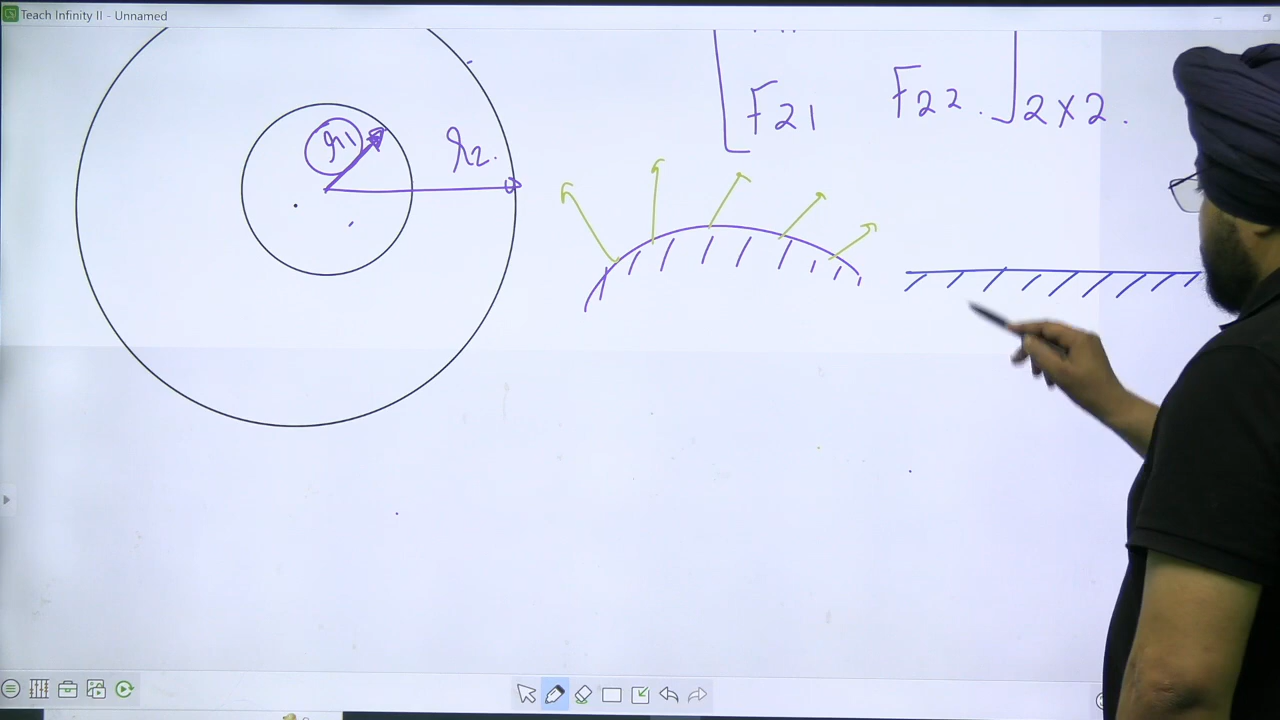 Teach Infinity II - Unnamed
F21 F22. 2x2.
r1
r2.